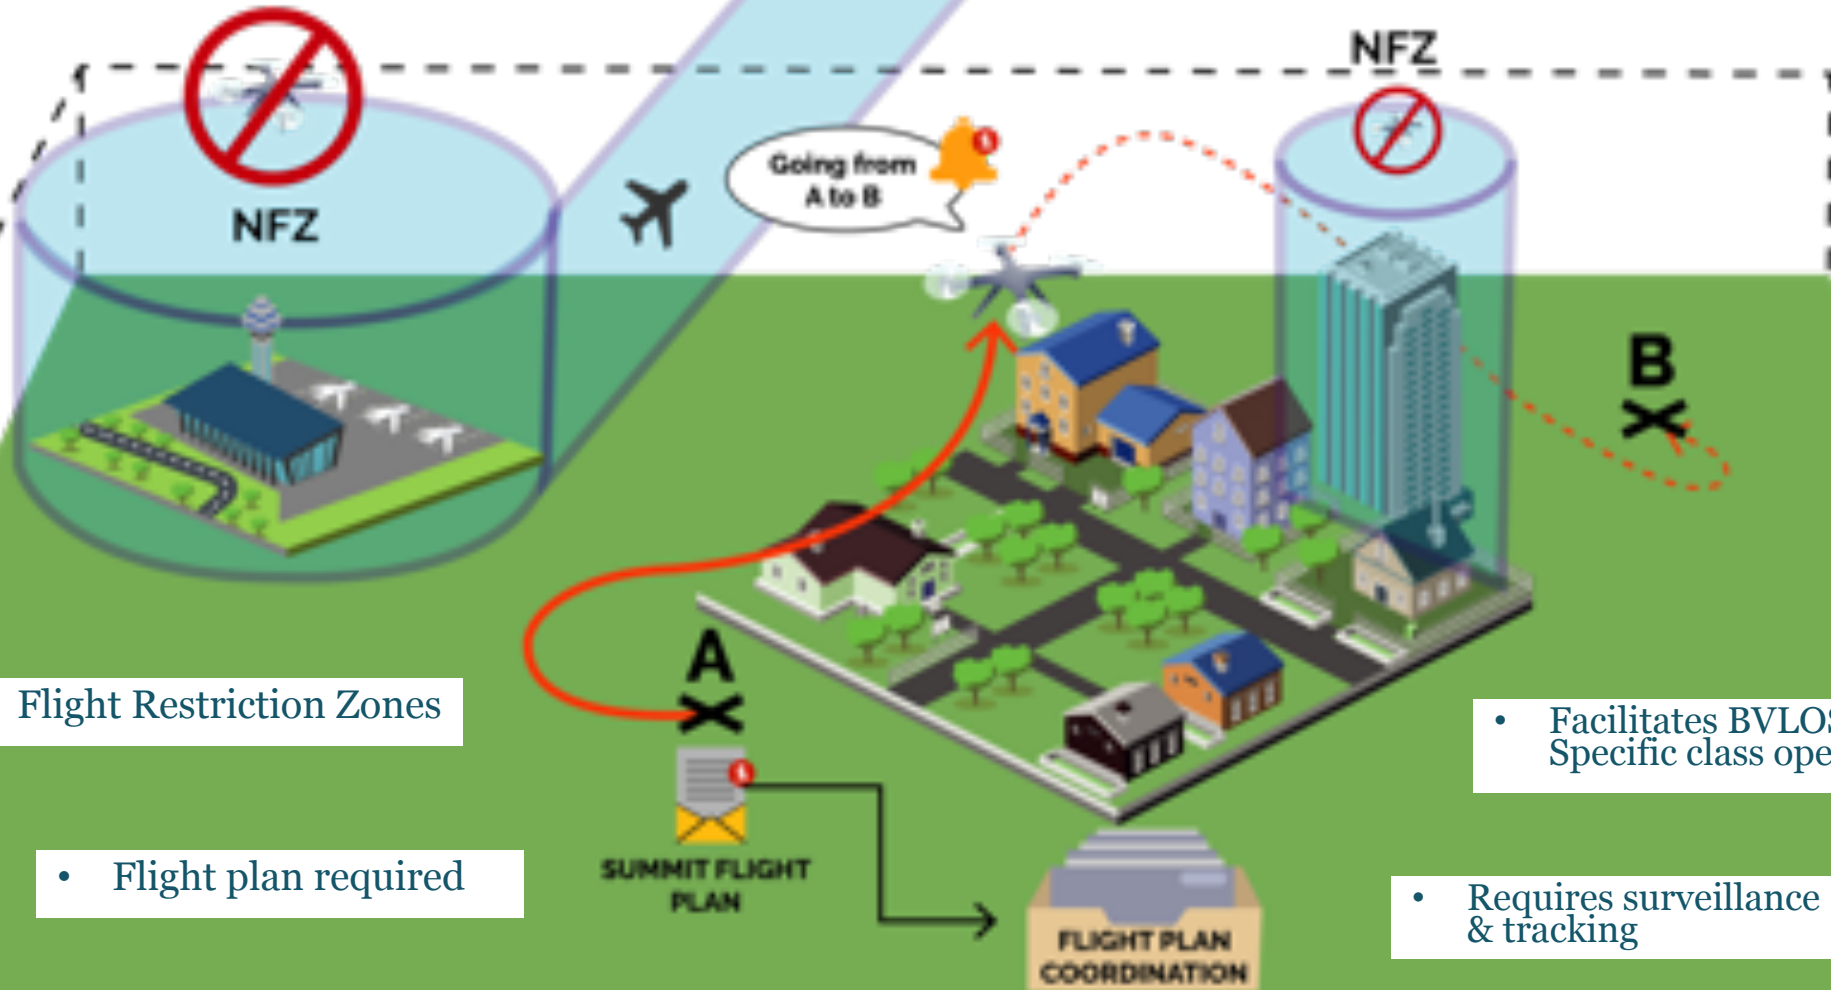 NFZ
NFZ
Going from
A to B
B
A
Flight Restriction Zones
• Facilitates BVLOS
Specific class ope
SUMMIT FLIGHT
PLAN
• Flight plan required
• Requires surveillance
& tracking
FLIGHT PLAN
COORDINATION